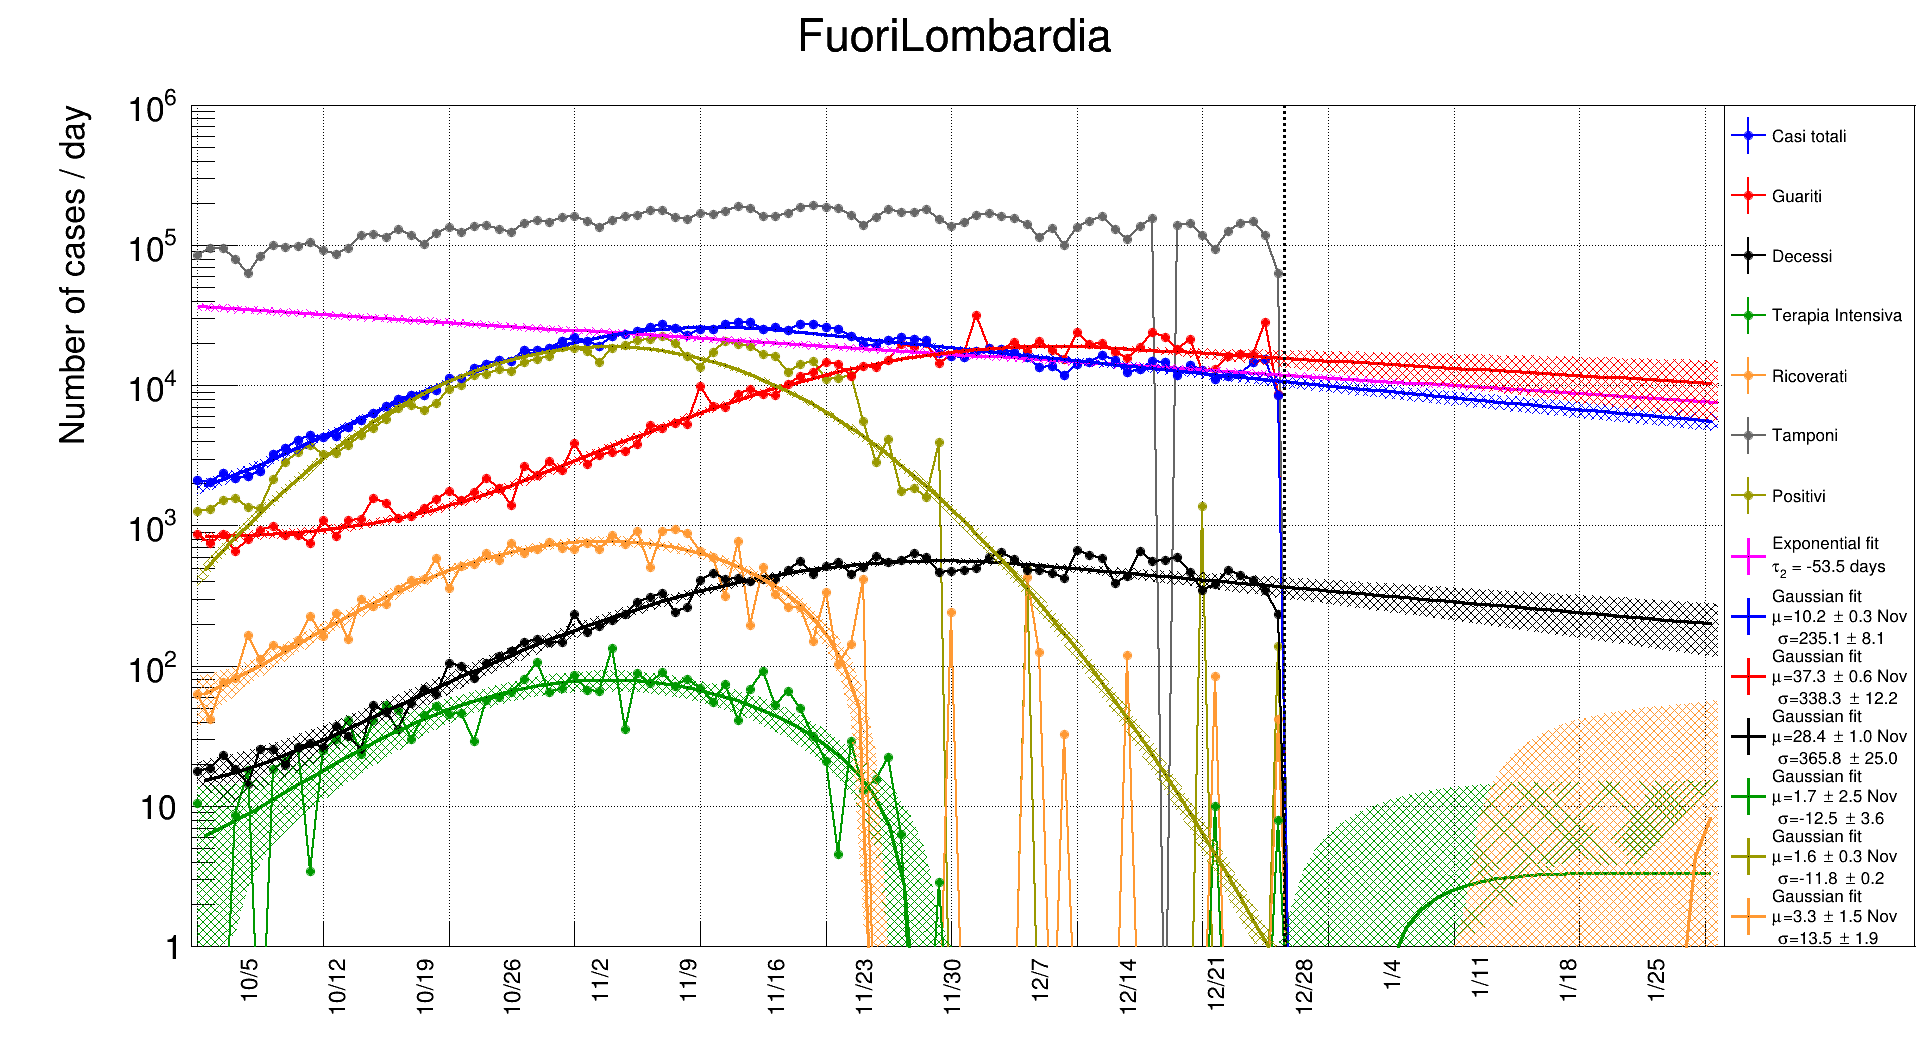 FuoriLombardia
Number of cases / day
10^6
10^5
10^4
10^3
10^2
10
1
10/5
10/12
10/19
10/26
11/2
11/9
11/16
11/23
11/30
12/7
12/14
12/21
12/28
1/4
1/11
1/18
1/25
Casi totali
Guariti
Decessi
Terapia Intensiva
Ricoverati
Tamponi
Positivi
Exponential fit
τ2 = -53.5 days
Gaussian fit
μ=10.2 ± 0.3 Nov
σ=235.1 ± 8.1
Gaussian fit
μ=37.3 ± 0.6 Nov
σ=338.3 ± 12.2
Gaussian fit
μ=28.4 ± 1.0 Nov
σ=365.8 ± 25.0
Gaussian fit
μ=1.7 ± 2.5 Nov
σ=-12.5 ± 3.6
Gaussian fit
μ=1.6 ± 0.3 Nov
σ=-11.8 ± 0.2
Gaussian fit
μ=3.3 ± 1.5 Nov
σ=13.5 ± 1.9